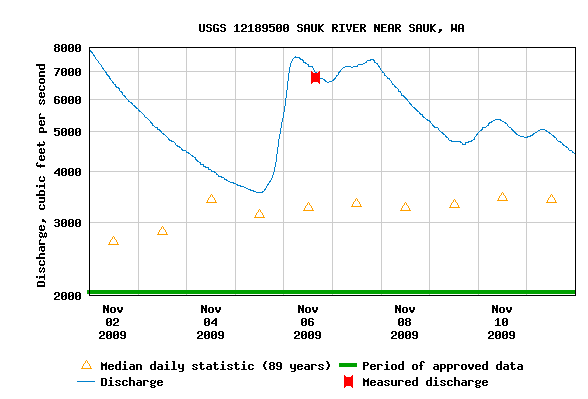 USGS 12189500 SAUK RIVER NEAR SAUK, WA
Discharge, cubic feet per second
8000
7000
6000
5000
4000
3000
2000
Nov 02 2009
Nov 04 2009
Nov 06 2009
Nov 08 2009
Nov 10 2009
Median daily statistic (89 years)
Period of approved data
Discharge
Measured discharge